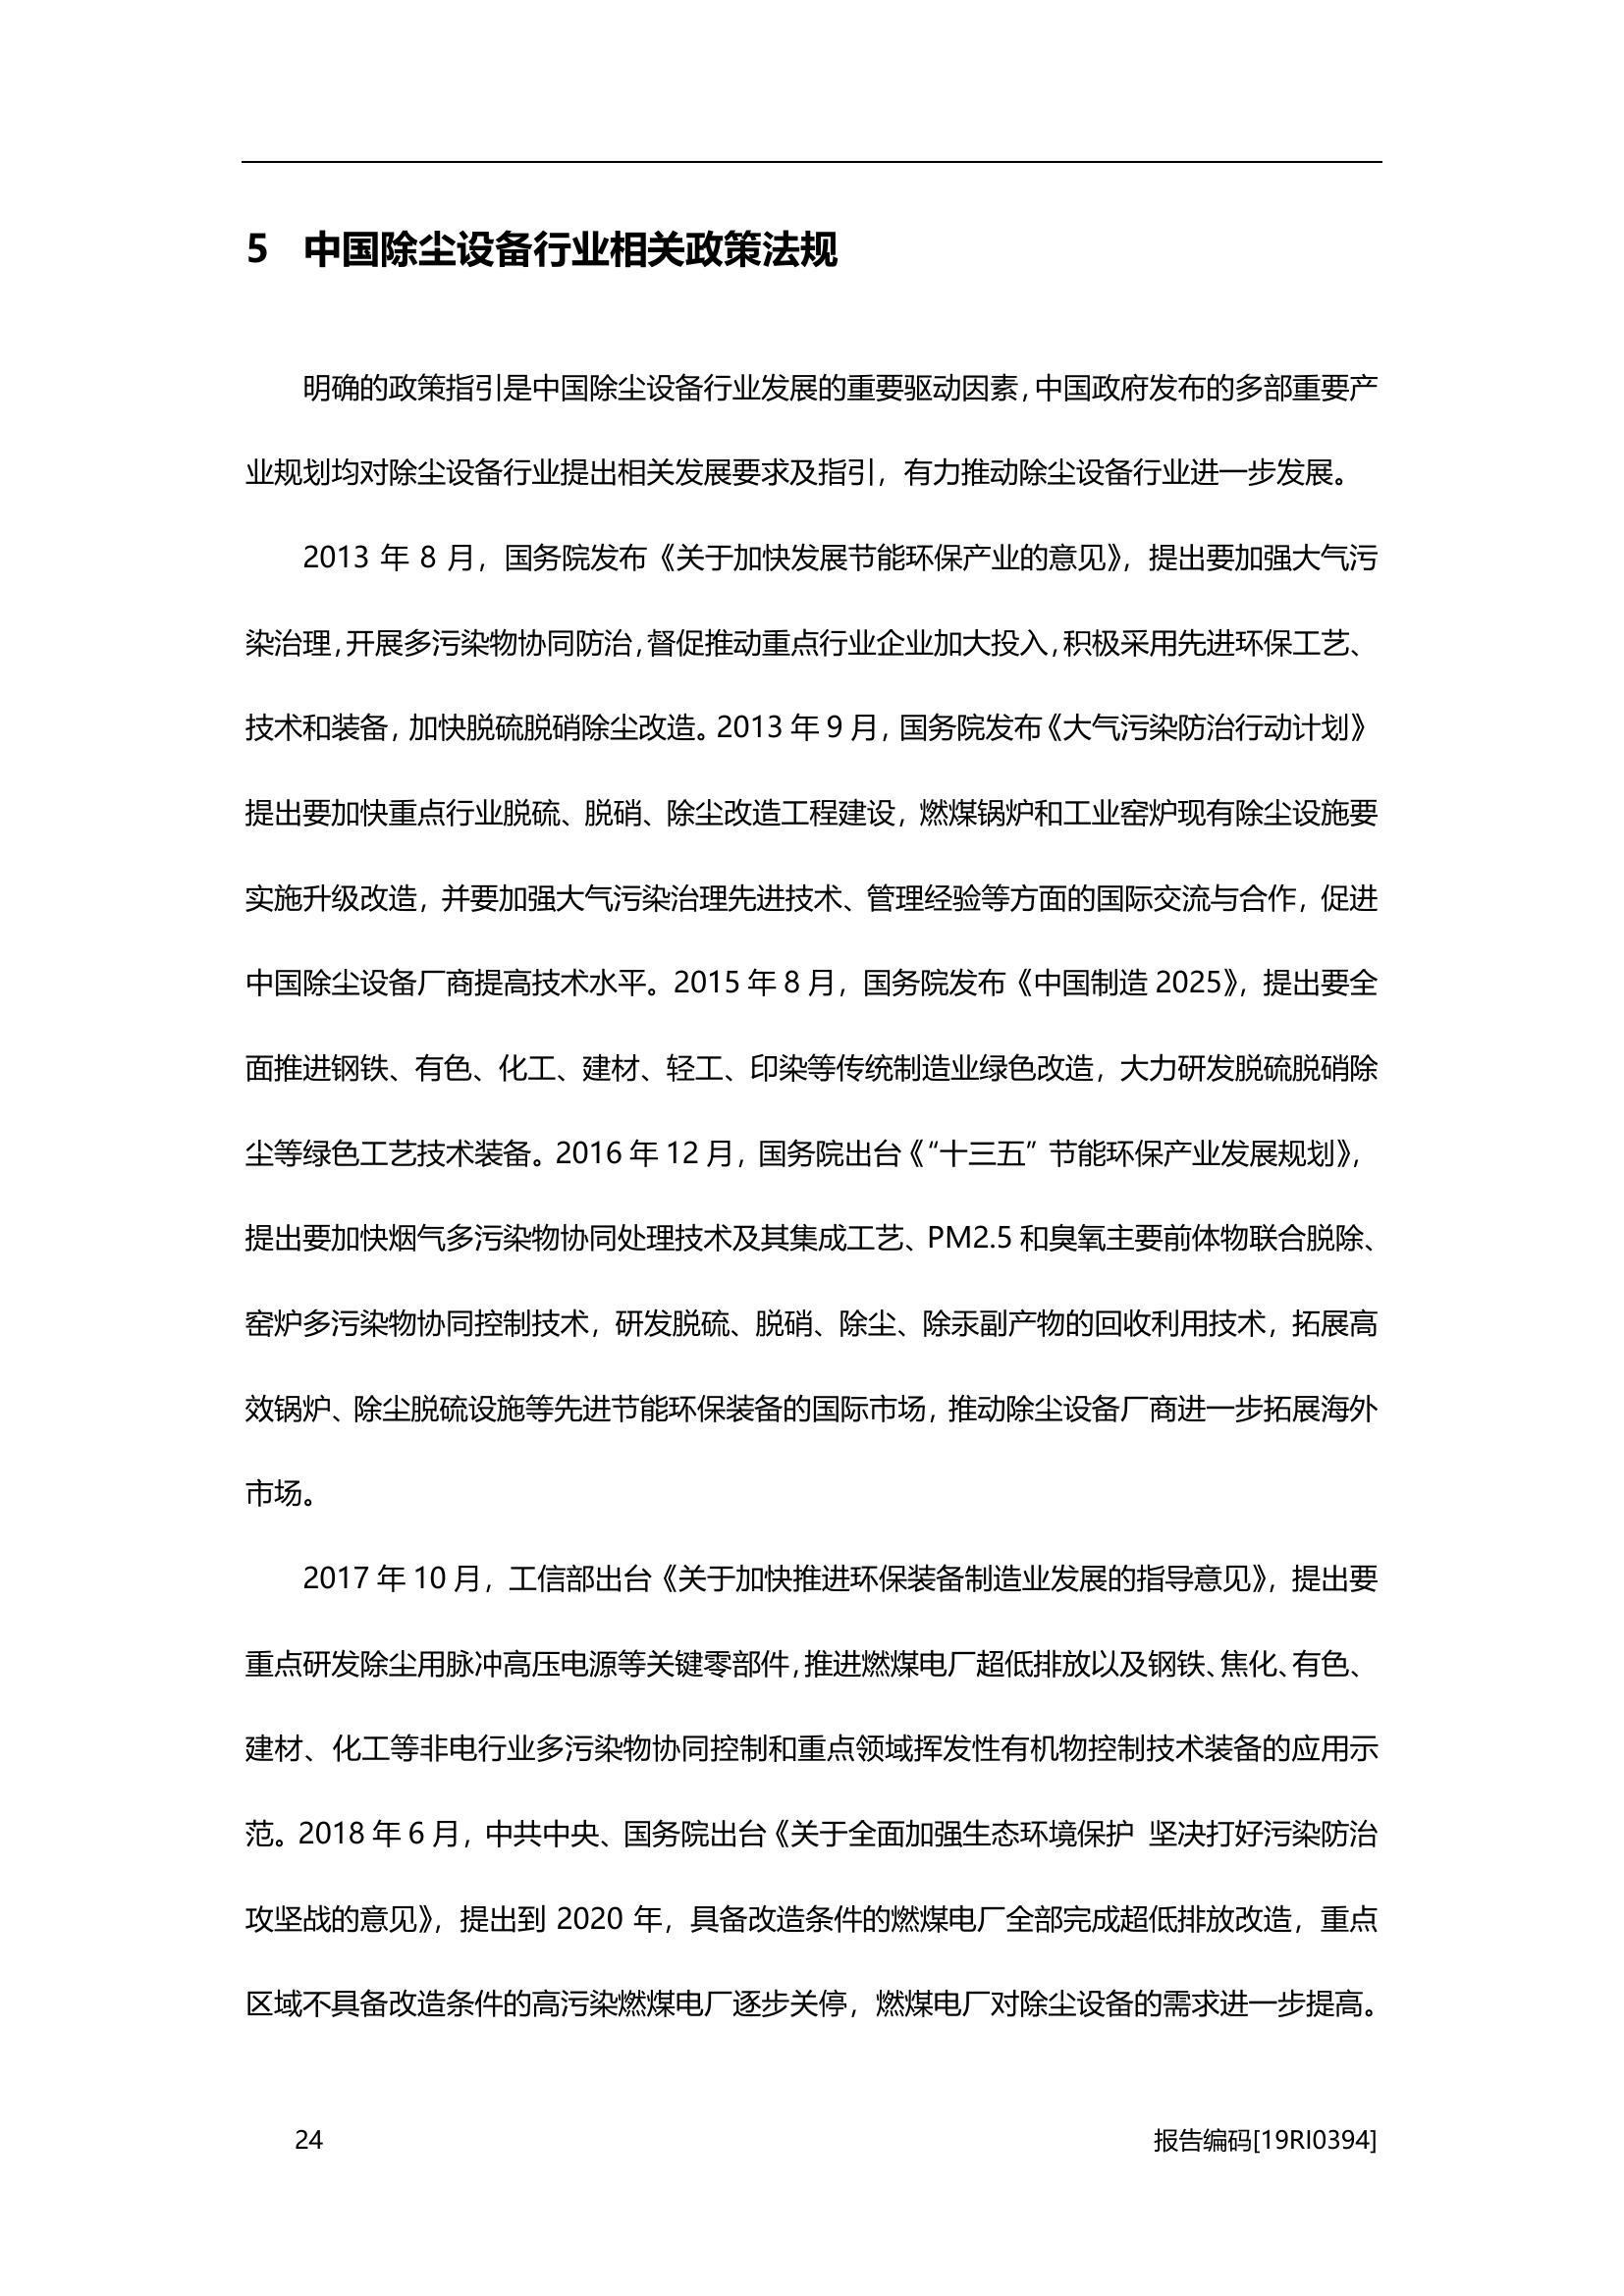 5 中国除尘设备行业相关政策法规
明确的政策指引是中国除尘设备行业发展的重要驱动因素，中国政府发布的多部重要产
业规划均对除尘设备行业提出相关发展要求及指引，有力推动除尘设备行业进一步发展。
2013 年 8 月，国务院发布《关于加快发展节能环保产业的意见》，提出要加强大气污
染治理，开展多污染物协同防治，督促推动重点行业企业加大投入，积极采用先进环保工艺、
技术和装备，加快脱硫脱硝除尘改造。2013 年 9 月，国务院发布《大气污染防治行动计划》
提出要加快重点行业脱硫、脱硝、除尘改造工程建设，燃煤锅炉和工业窑炉现有除尘设施要
实施升级改造，并要加强大气污染治理先进技术、管理经验等方面的国际交流与合作，促进
中国除尘设备厂商提高技术水平。2015 年 8 月，国务院发布《中国制造 2025》，提出要全
面推进钢铁、有色、化工、建材、轻工、印染等传统制造业绿色改造，大力研发脱硫脱硝除
尘等绿色工艺技术装备。2016 年 12 月，国务院出台《“十三五”节能环保产业发展规划》，
提出要加快烟气多污染物协同处理技术及其集成工艺、PM2.5 和臭氧主要前体物联合脱除、
窑炉多污染物协同控制技术，研发脱硫、脱硝、除尘、除汞副产物的回收利用技术，拓展高
效锅炉、除尘脱硫设施等先进节能环保装备的国际市场，推动除尘设备厂商进一步拓展海外
市场。
2017 年 10 月，工信部出台《关于加快推进环保装备制造业发展的指导意见》，提出要
重点研发除尘用脉冲高压电源等关键零部件，推进燃煤电厂超低排放以及钢铁、焦化、有色、
建材、化工等非电行业多污染物协同控制和重点领域挥发性有机物控制技术装备的应用示
范。2018 年 6 月，中共中央、国务院出台《关于全面加强生态环境保护 坚决打好污染防治
攻坚战的意见》，提出到 2020 年，具备改造条件的燃煤电厂全部完成超低排放改造，重点
区域不具备改造条件的高污染燃煤电厂逐步关停，燃煤电厂对除尘设备的需求进一步提高。
24 报告编码[19RI0394]